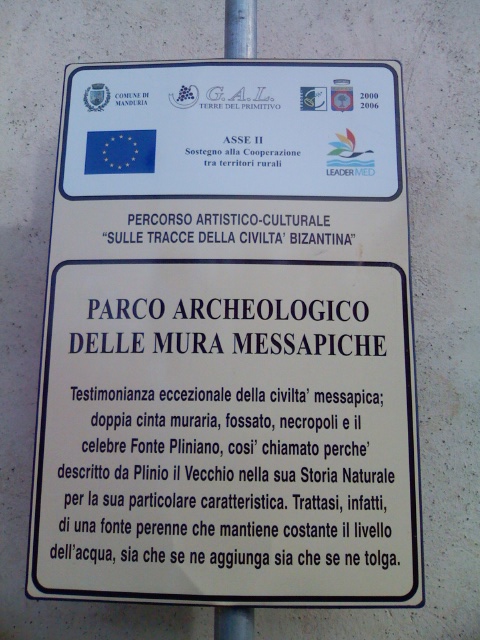 COMUNE DI
MANDURIA
G.A.L.
TERRE DEL PRIMITIVO
2000
2006
ASSE II
Sostegno alla Cooperazione
tra territori rurali
LEADERMED
PERCORSO ARTISTICO-CULTURALE
“SULLE TRACCE DELLA CIVILTA' BIZANTINA”
PARCO ARCHEOLOGICO
DELLE MURA MESSAPICHE
Testimonianza eccezionale della civilta' messapica;
doppia cinta muraria, fossato, necropoli e il
celebre Fonte Pliniano, cosi' chiamato perche'
descritto da Plinio il Vecchio nella sua Storia Naturale
per la sua particolare caratteristica. Trattasi, infatti,
di una fonte perenne che mantiene costante il livello
dell'acqua, sia che se ne aggiunga sia che se ne tolga.